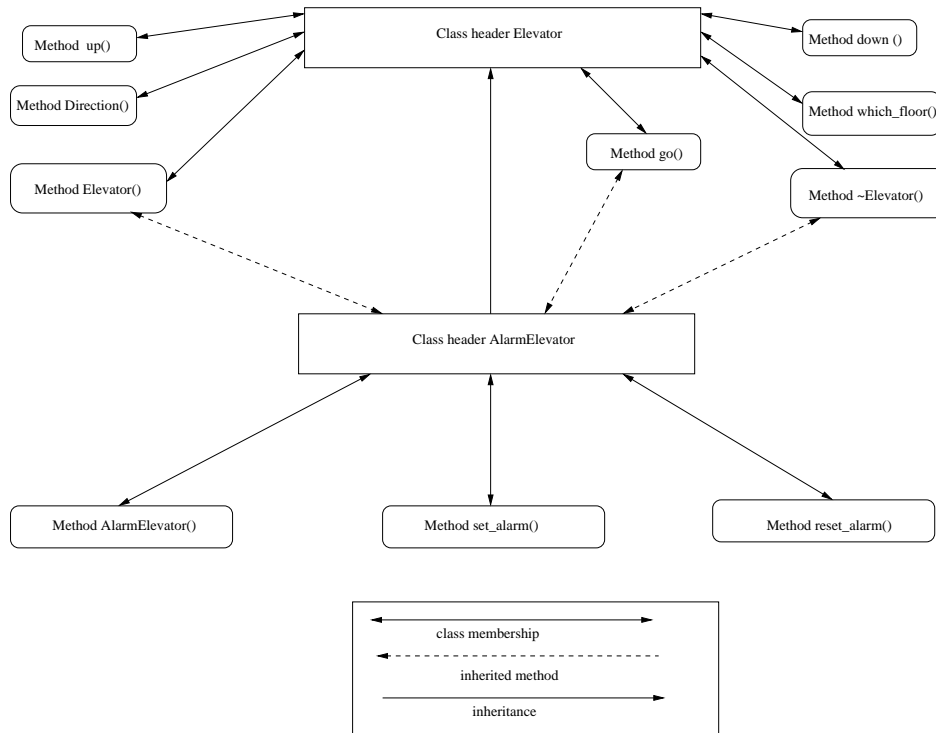 Class header Elevator
Method up()
Method down ()
Method Direction()
Method which_floor()
Method go()
Method Elevator()
Method ~Elevator()
Class header AlarmElevator
Method AlarmElevator()
Method set_alarm()
Method reset_alarm()
class membership
inherited method
inheritance